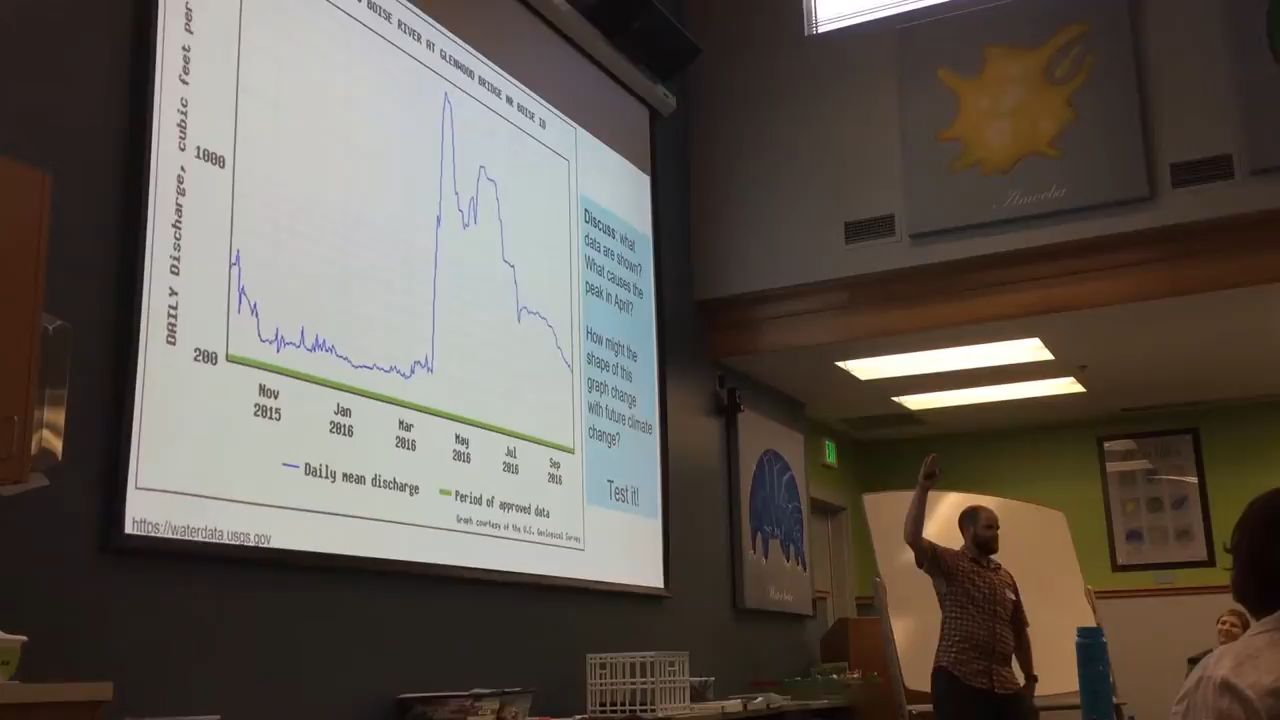 BOISE RIVER AT GLENWOOD BRIDGE NR BOISE ID
DAILY Discharge, cubic feet per
1000
200
Nov
2015
Jan
2016
Mar
2016
May
2016
Jul
2016
Sep
2016
Daily mean discharge
Period of approved data
Graph courtesy of the U.S. Geological Survey
https://waterdata.usgs.gov
Discuss: what
data are shown?
What causes the
peak in April?
How might the
shape of this
graph change
with future climate
change?
Test it!
Amoeba
Water bear
EXIT